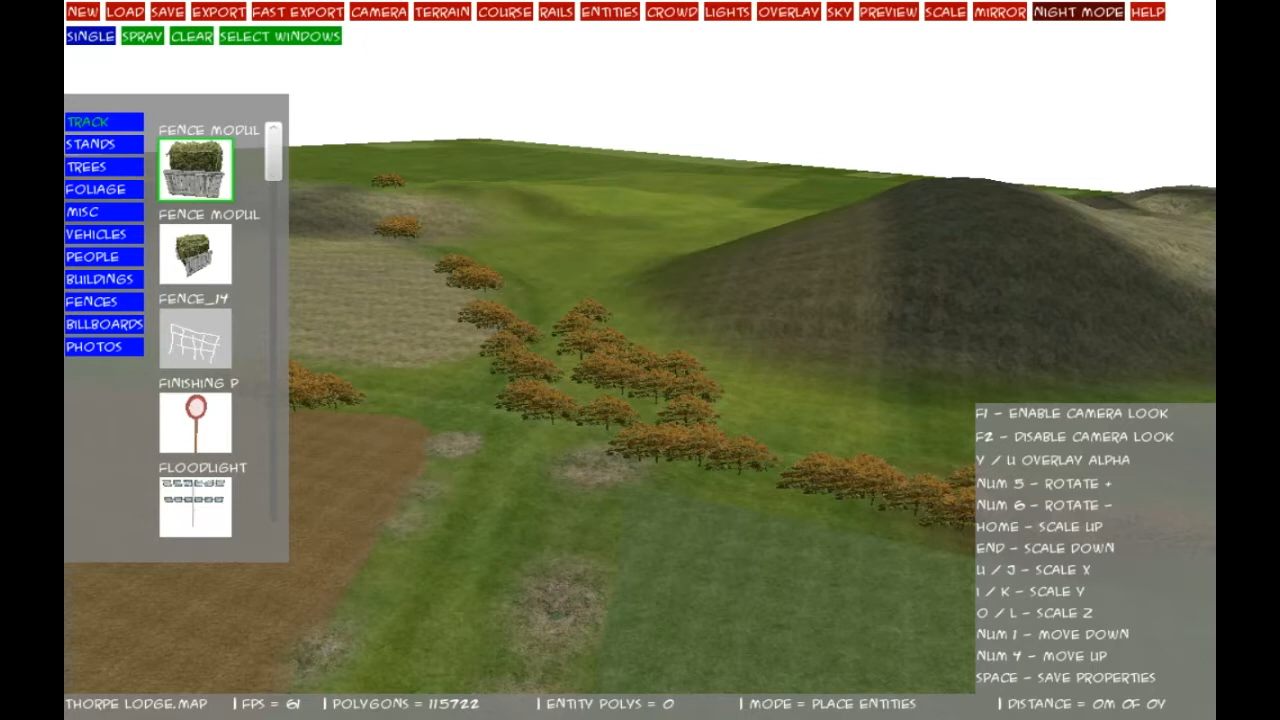 NEW LOAD SAVE EXPORT FAST EXPORT CAMERA TERRAIN COURSE RAILS ENTITIES CROWD LIGHTS OVERLAY SKY PREVIEW SCALE MIRROR NIGHT MODE HELP
SINGLE SPRAY CLEAR SELECT WINDOWS
TRACK
STANDS
TREES
FOLIAGE
MISC
VEHICLES
PEOPLE
BUILDINGS
FENCES
BILLBOARDS
PHOTOS
FENCE MODUL
FENCE MODUL
FENCE_14
FINISHING P
FLOODLIGHT
F1 - ENABLE CAMERA LOOK
F2 - DISABLE CAMERA LOOK
Y / U OVERLAY ALPHA
NUM 5 - ROTATE +
NUM 6 - ROTATE -
HOME - SCALE UP
END - SCALE DOWN
U / J - SCALE X
I / K - SCALE Y
O / L - SCALE Z
NUM 1 - MOVE DOWN
NUM 4 - MOVE UP
SPACE - SAVE PROPERTIES
THORPE LODGE.MAP | FPS = 61 | POLYGONS = 115722 | ENTITY POLYS = 0 | MODE = PLACE ENTITIES | DISTANCE = 0M OF 0Y